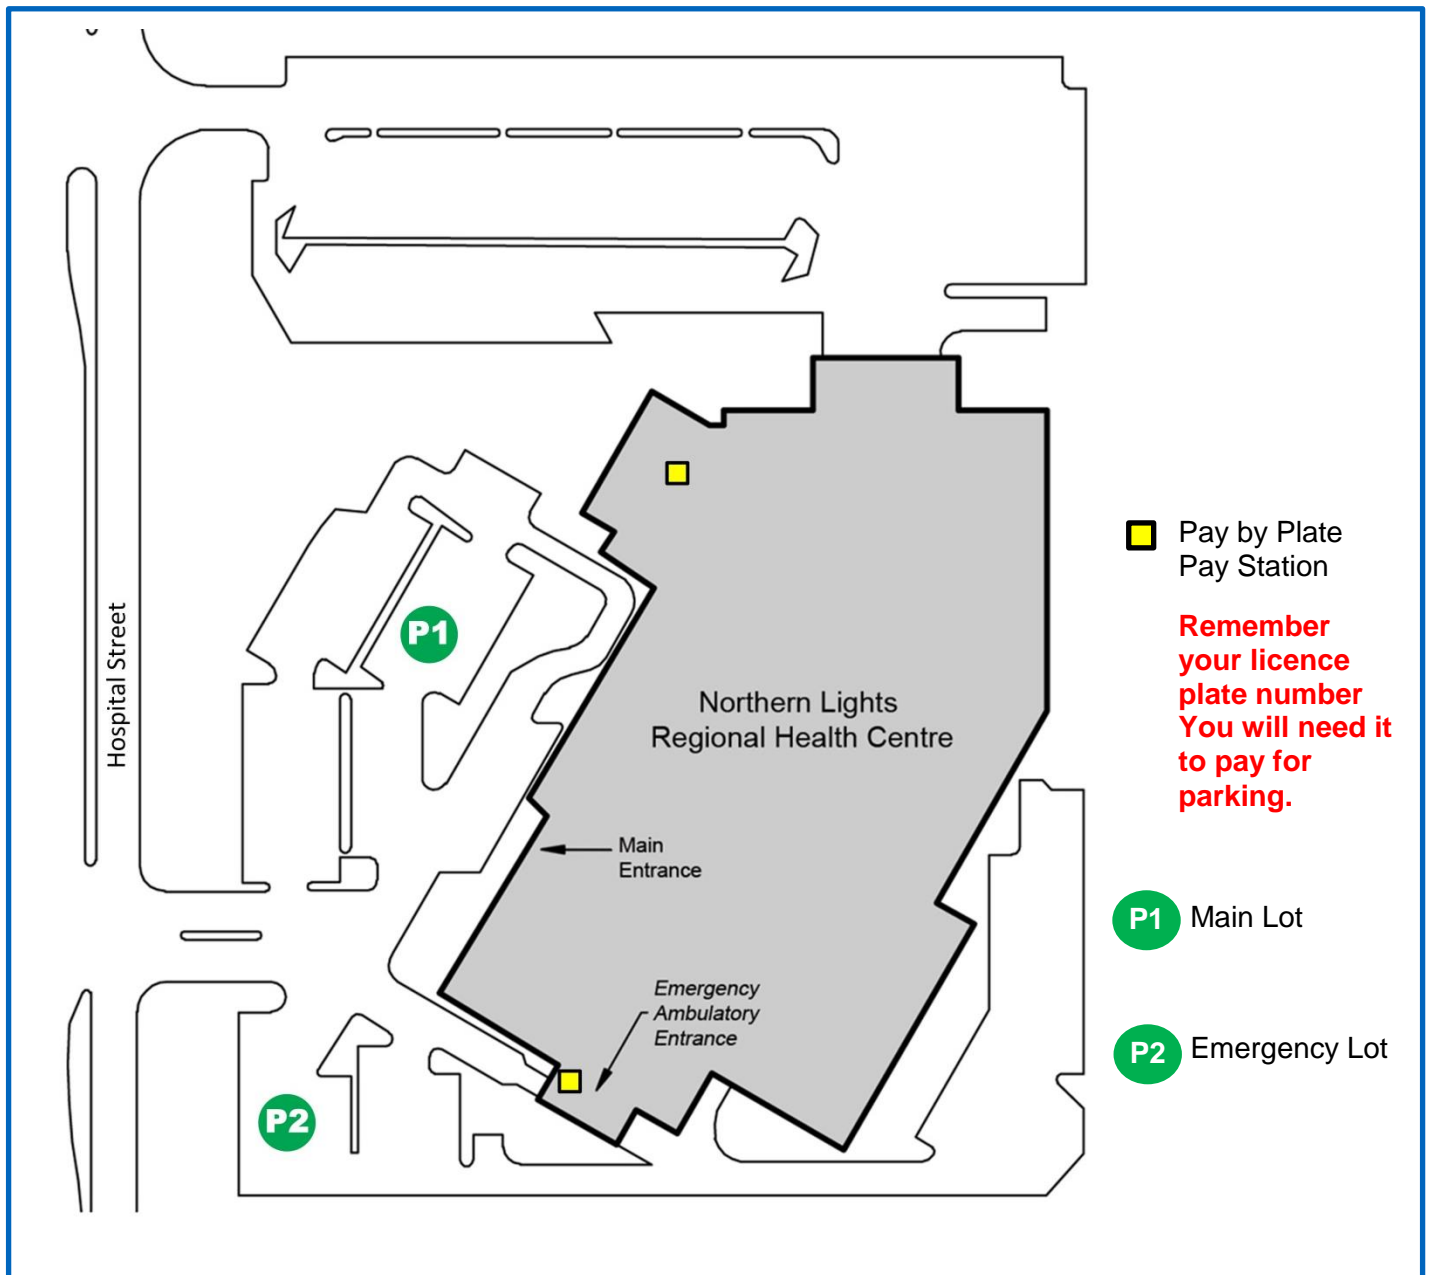 Hospital Street
P1
Northern Lights
Regional Health Centre
Main
Entrance
Emergency
Ambulatory
Entrance
P2
Pay by Plate
Pay Station
Remember
your licence
plate number
You will need it
to pay for
parking.
P1 Main Lot
P2 Emergency Lot